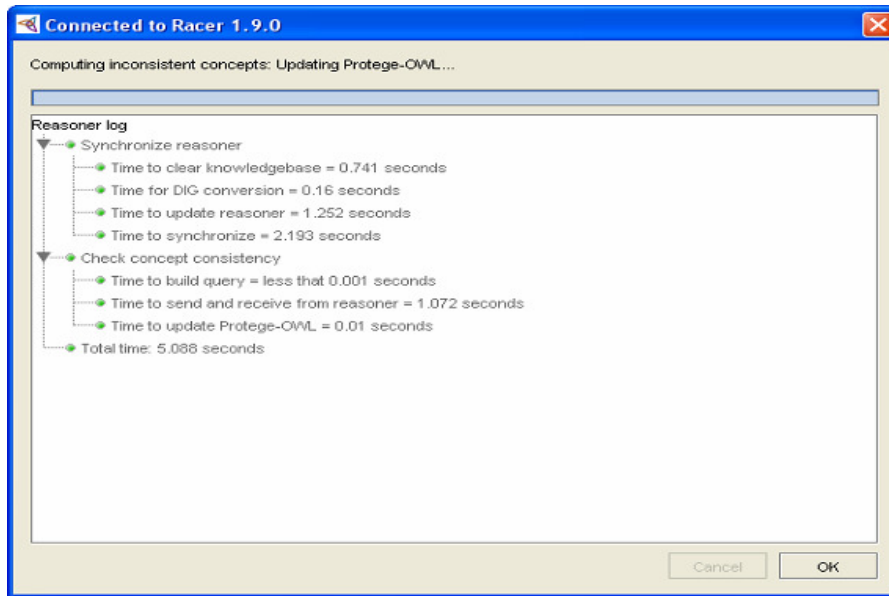 Connected to Racer 1.9.0
Computing inconsistent concepts: Updating Protege-OWL...
Reasoner log
Synchronize reasoner
Time to clear knowledgebase = 0.741 seconds
Time for DIG conversion = 0.16 seconds
Time to update reasoner = 1.252 seconds
Time to synchronize = 2.193 seconds
Check concept consistency
Time to build query = less that 0.001 seconds
Time to send and receive from reasoner = 1.072 seconds
Time to update Protege-OWL = 0.01 seconds
Total time: 5.088 seconds
Cancel OK